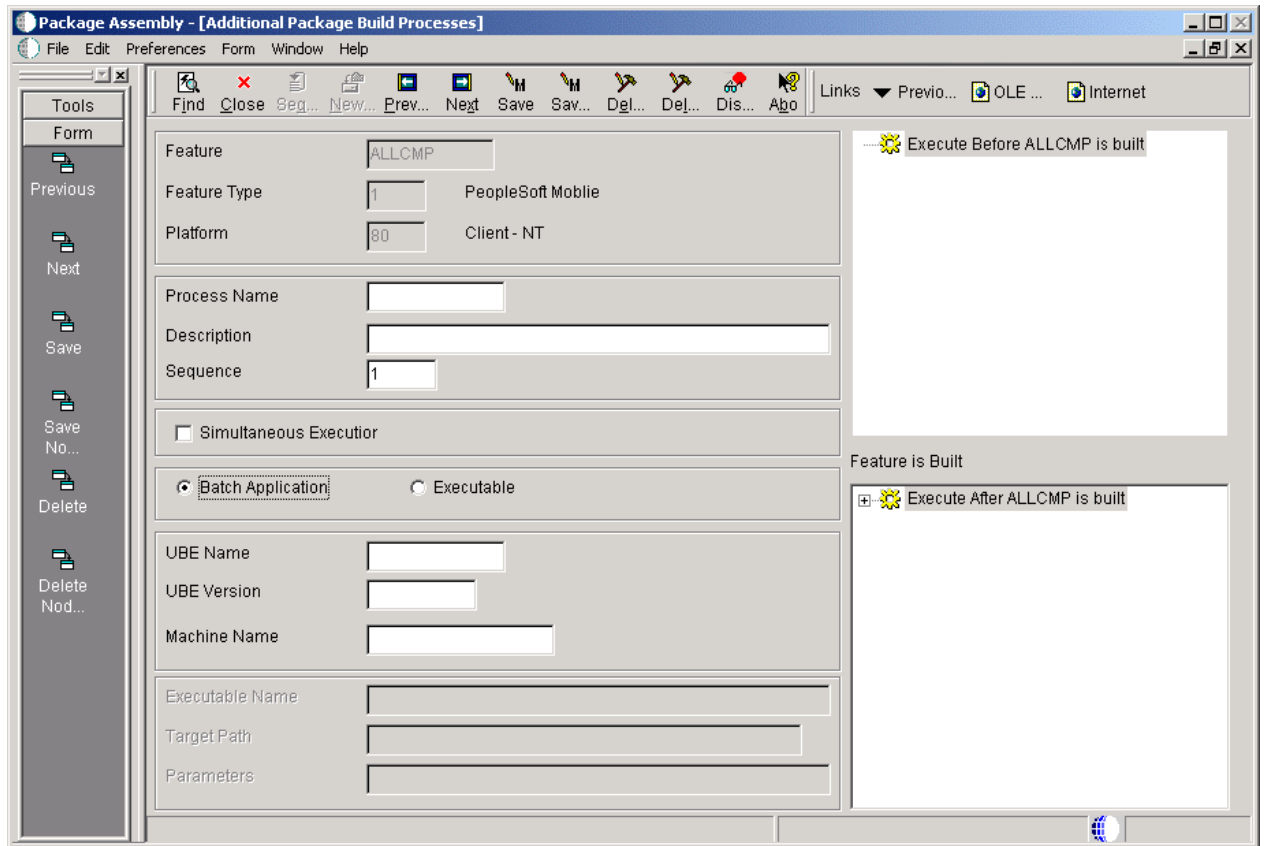 Package Assembly - [Additional Package Build Processes]
File Edit Preferences Form Window Help
Tools
Form
Previous
Next
Save
Save
No...
Delete
Delete
Nod...
Find Close Seq... New... Prev... Next Save Sav... Del... Del... Dis... Abo Links Previo... OLE ... Internet
Feature ALLCMP
Feature Type 1 PeopleSoft Moblie
Platform 80 Client - NT
Process Name
Description
Sequence 1
Simultaneous Executior
Batch Application Executable
UBE Name
UBE Version
Machine Name
Executable Name
Target Path
Parameters
Execute Before ALLCMP is built
Feature is Built
Execute After ALLCMP is built